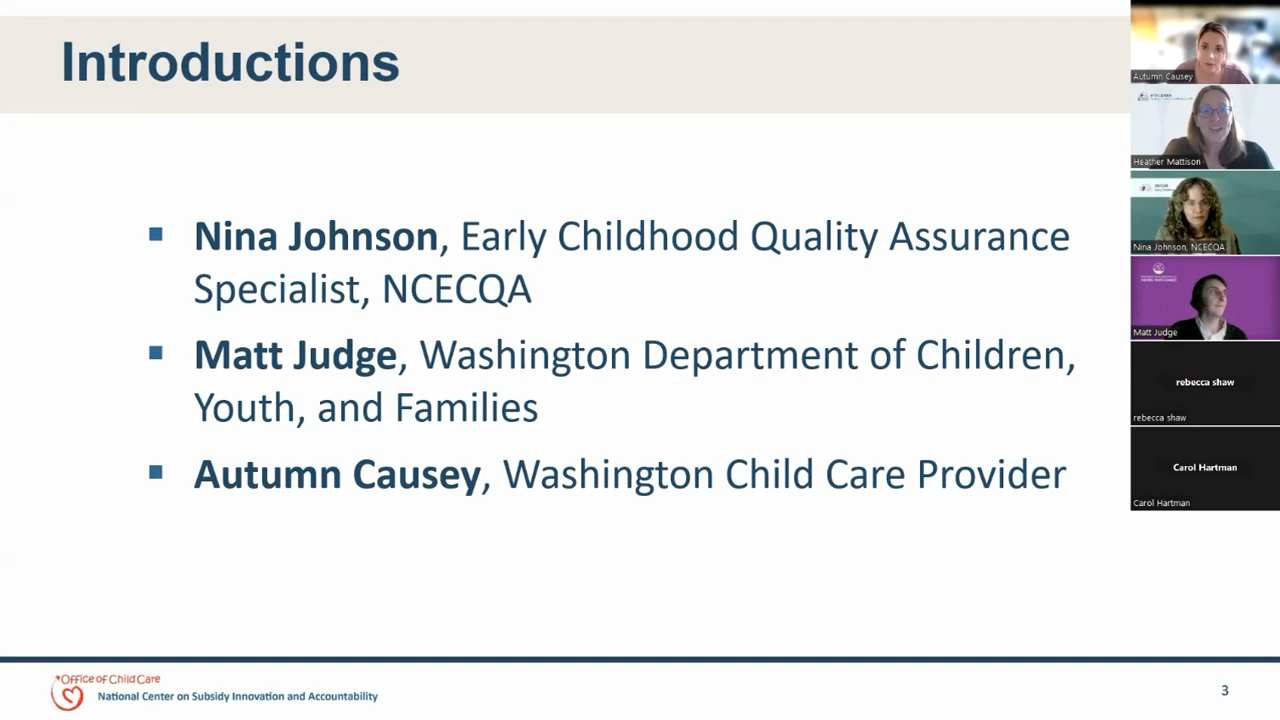 Introductions
▪ Nina Johnson, Early Childhood Quality Assurance
Specialist, NCECQA
▪ Matt Judge, Washington Department of Children,
Youth, and Families
▪ Autumn Causey, Washington Child Care Provider
Office of Child Care
National Center on Subsidy Innovation and Accountability
3
Autumn Causey
Heather Mattison
Nina Johnson, NCECQA
Matt Judge
rebecca shaw
rebecca shaw
Carol Hartman
Carol Hartman